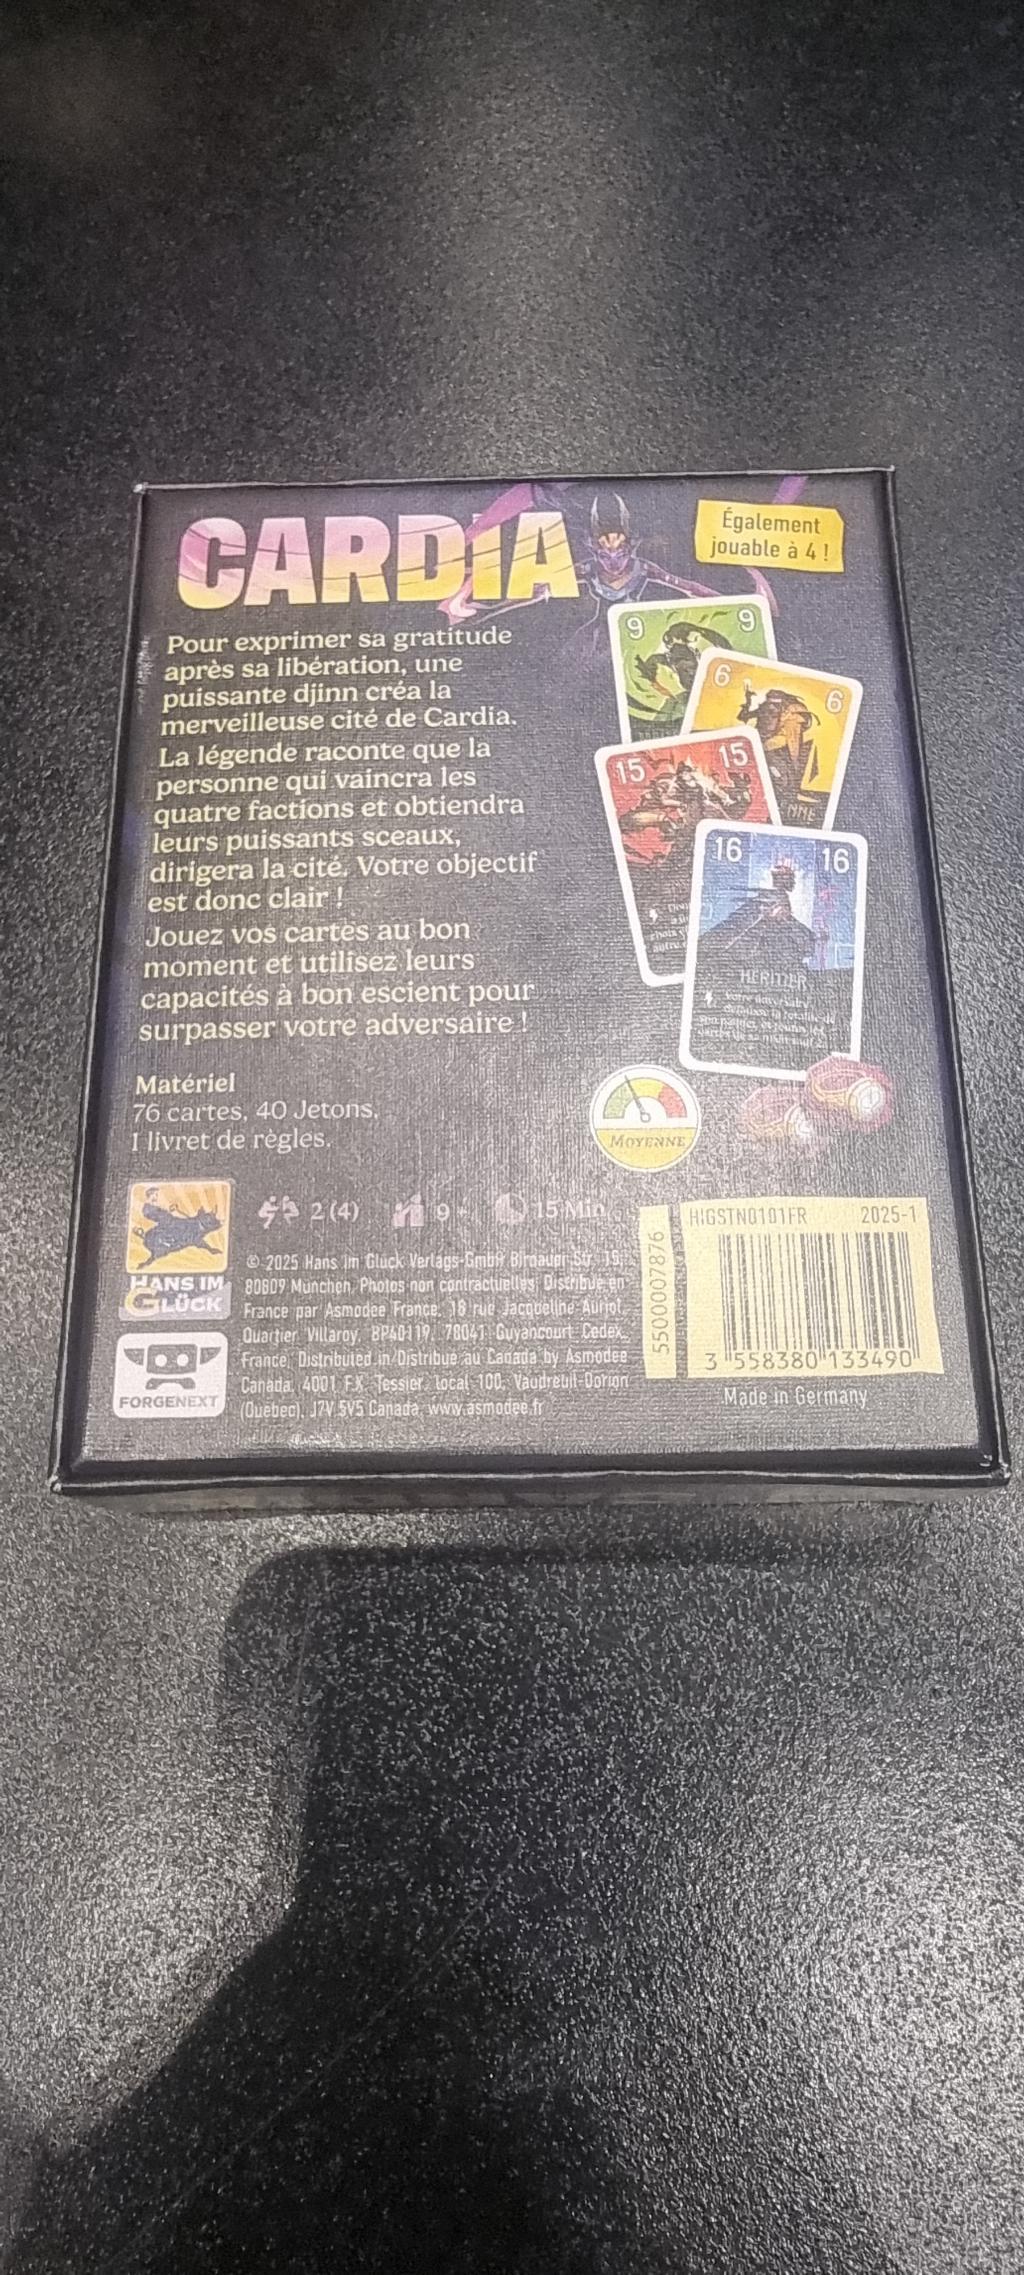 CARDIA
Également
jouable à 4 !
Pour exprimer sa gratitude
après sa libération, une
puissante djinn créa la
merveilleuse cité de Cardia.
La légende raconte que la
personne qui vaincra les
quatre factions et obtiendra
leurs puissants sceaux,
dirigera la cité. Votre objectif
est donc clair !
Jouez vos cartes au bon
moment et utilisez leurs
capacités à bon escient pour
surpasser votre adversaire !
9 9
6 6
15 15
16 16
HÉRITIER
Matériel
76 cartes, 40 Jetons,
1 livret de règles.
MOYENNE
2 (4) 9+ 15 Min.
HANS IM
GLÜCK
FORGENEXT
© 2025 Hans im Glück Verlags-GmbH Birnauer Str. 15,
80809 München. Photos non contractuelles. Distribué en
France par Asmodee France. 18 rue Jacqueline Auriol,
Quartier Villaroy, BP40119, 78041 Guyancourt Cedex,
France. Distributed in/Distribué au Canada by Asmodee
Canada, 4001 F.X. Tessier, local 100, Vaudreuil-Dorion
(Québec), J7V 5V5 Canada. www.asmodee.fr
5500007876
HIGSTN0101FR 2025-1
3 558380 133490
Made in Germany